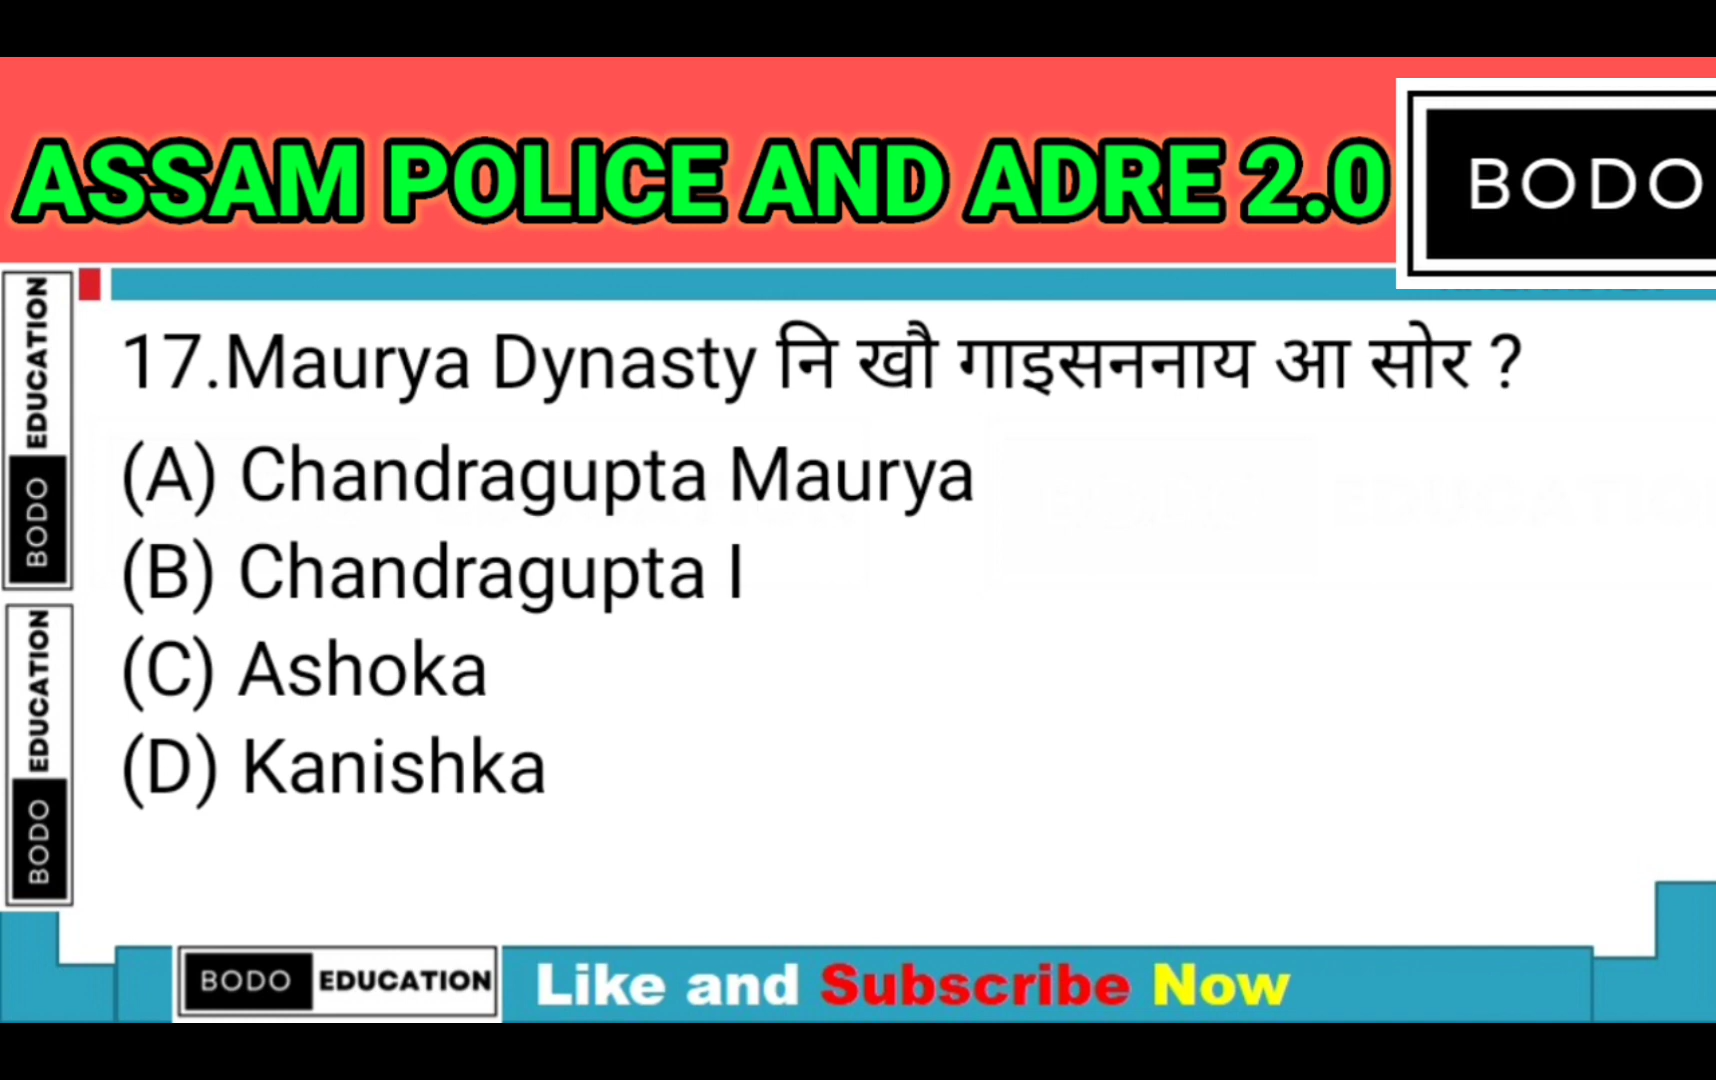 ASSAM POLICE AND ADRE 2.0
BODO
EDUCATION
BODO
EDUCATION
BODO
17.Maurya Dynasty नि खौ गाइसननाय आ सोर ?
(A) Chandragupta Maurya
(B) Chandragupta I
(C) Ashoka
(D) Kanishka
BODO EDUCATION
Like and Subscribe Now